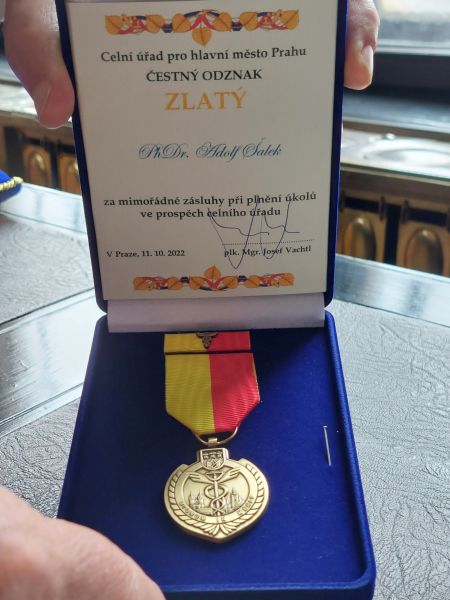 Celní úřad pro hlavní město Prahu
ČESTNÝ ODZNAK
ZLATÝ
PhDr. Adolf Šálek
za mimořádné zásluhy při plnění úkolů
ve prospěch celního úřadu
V Praze, 11. 10. 2022
plk. Mgr. Josef Vachtl